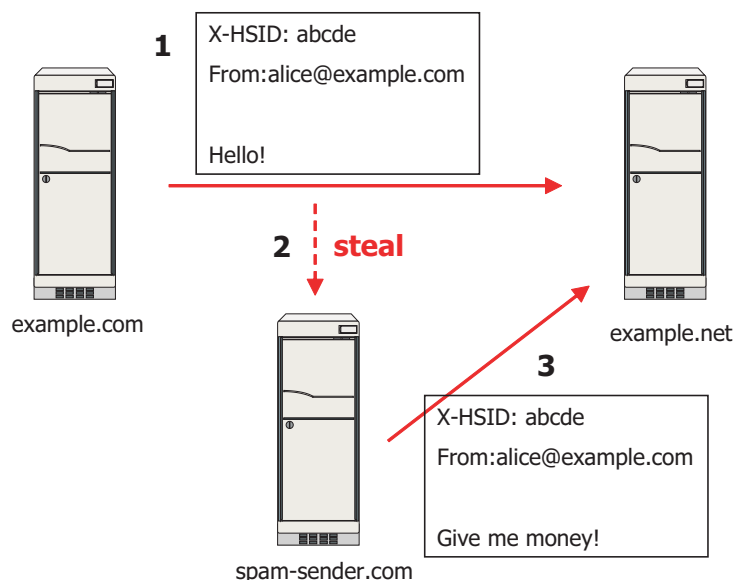 1
X-HSID: abcde
From:alice@example.com
Hello!
2
steal
example.com
example.net
3
X-HSID: abcde
From:alice@example.com
Give me money!
spam-sender.com